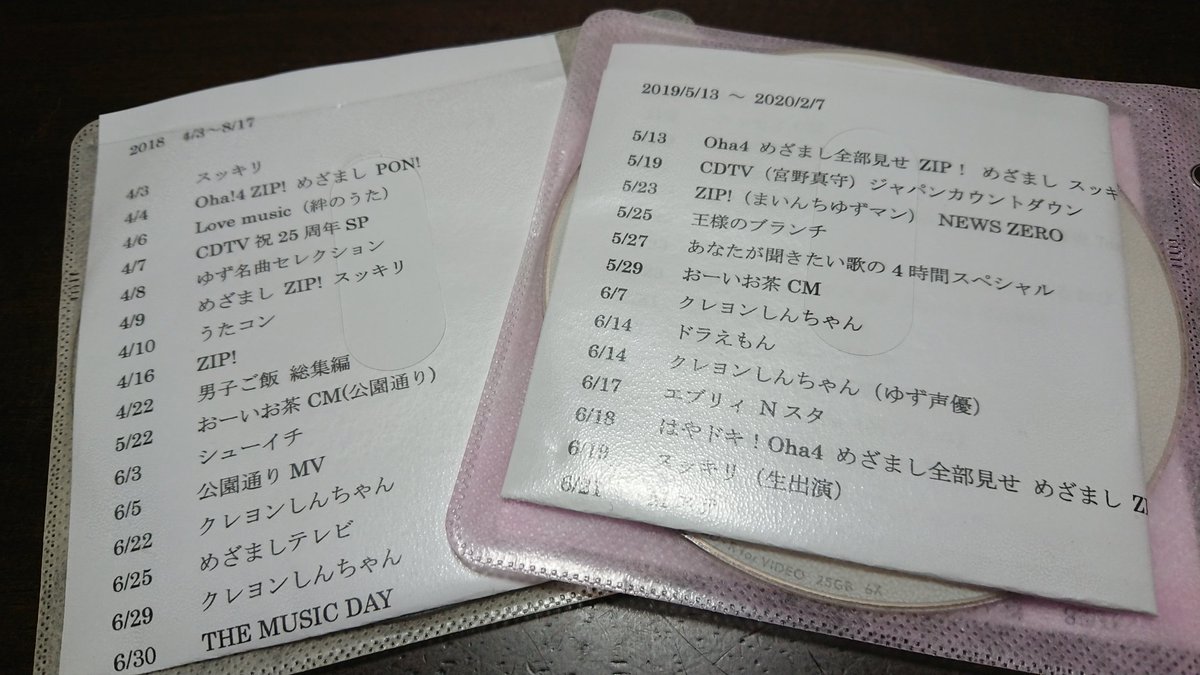 2018 4/3~8/17
4/3 スッキリ
4/4 Oha!4 ZIP! めざまし PON!
4/6 Love music（絆のうた）
4/7 CDTV 祝 25 周年 SP
4/8 ゆず名曲セレクション
4/9 めざまし ZIP! スッキリ
4/10 うたコン
4/16 ZIP!
4/22 男子ご飯 総集編
5/22 おーいお茶 CM(公園通り)
6/3 シューイチ
6/5 公園通り MV
6/22 クレヨンしんちゃん
6/25 めざましテレビ
6/29 クレヨンしんちゃん
6/30 THE MUSIC DAY
2019/5/13 ～ 2020/2/7
5/13 Oha4 めざまし全部見せ ZIP！ めざまし スッキ
5/19 CDTV（宮野真守）ジャパンカウントダウン
5/23 ZIP!（まいんちゆずマン） NEWS ZERO
5/25 王様のブランチ
5/27 あなたが聞きたい歌の 4 時間スペシャル
5/29 おーいお茶 CM
6/7 クレヨンしんちゃん
6/14 ドラえもん
6/14 クレヨンしんちゃん（ゆず声優）
6/17 エブリィ N スタ
6/18 はやドキ！Oha4 めざまし全部見せ めざまし ZI
6/19 スッキリ（生出演）
6/21
for VIDEO 25GB 6X